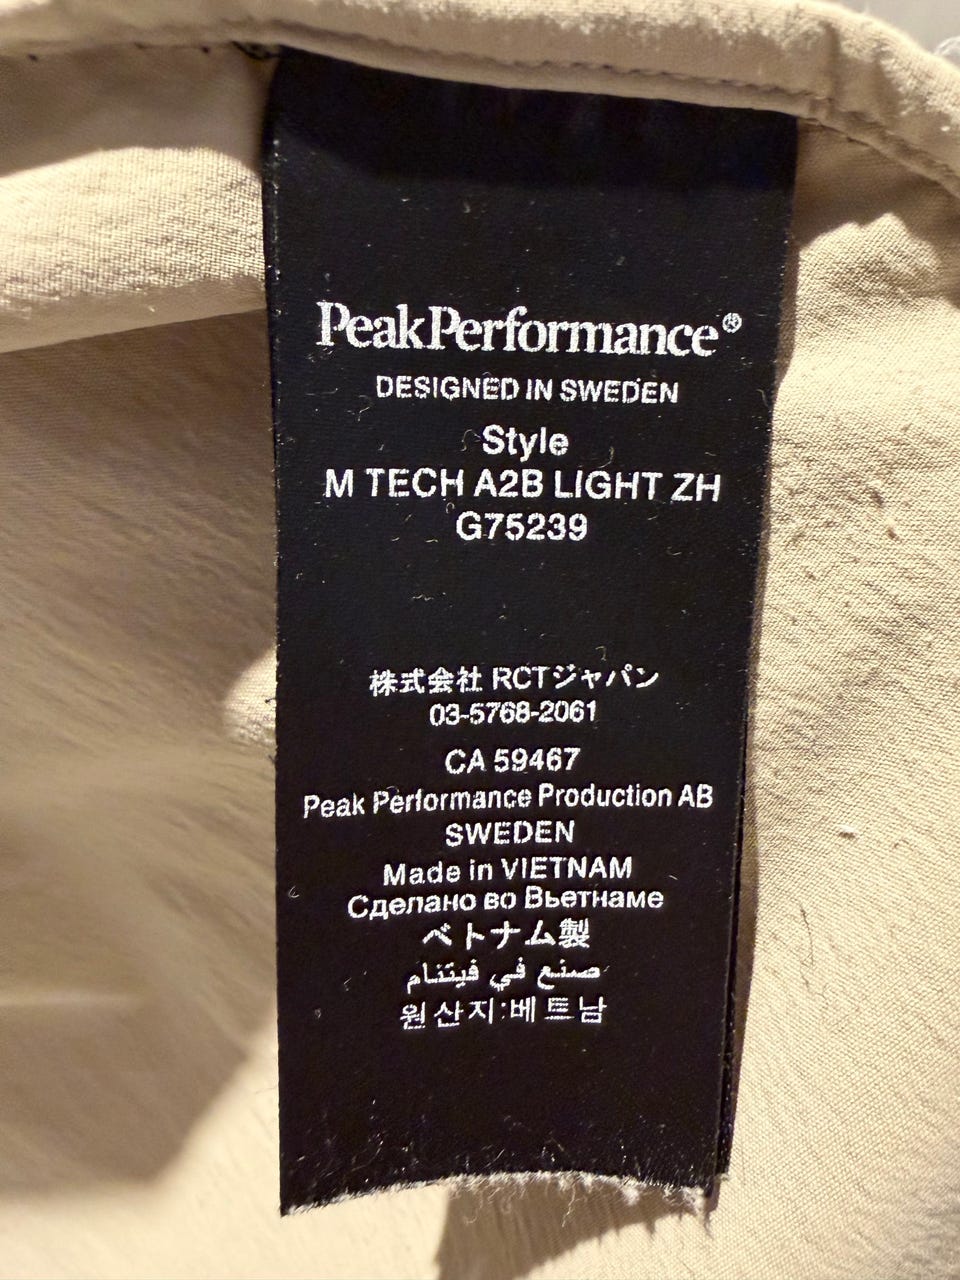 PeakPerformance®
DESIGNED IN SWEDEN
Style
M TECH A2B LIGHT ZH
G75239
株式会社 RCTジャパン
03-5768-2061
CA 59467
Peak Performance Production AB
SWEDEN
Made in VIETNAM
Сделано во Вьетнаме
ベトナム製
صنع في فيتنام
원산지:베트남